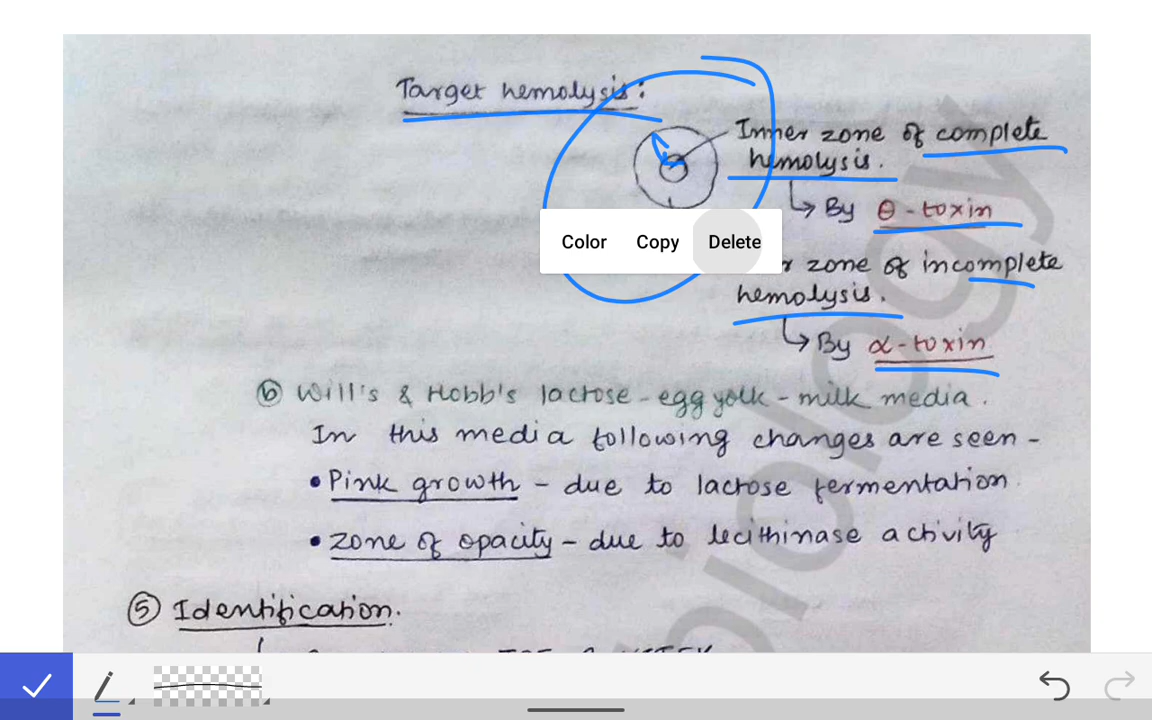 Target hemolysis:
Inner zone of complete
hemolysis.
↳ By θ-toxin
Color Copy Delete
zone of incomplete
hemolysis.
↳ By α-toxin
⑥ Will's & Hobb's lactose - egg yolk - milk media.
In this media following changes are seen -
• Pink growth - due to lactose fermentation
• Zone of opacity - due to lecithinase activity
⑤ Identification.